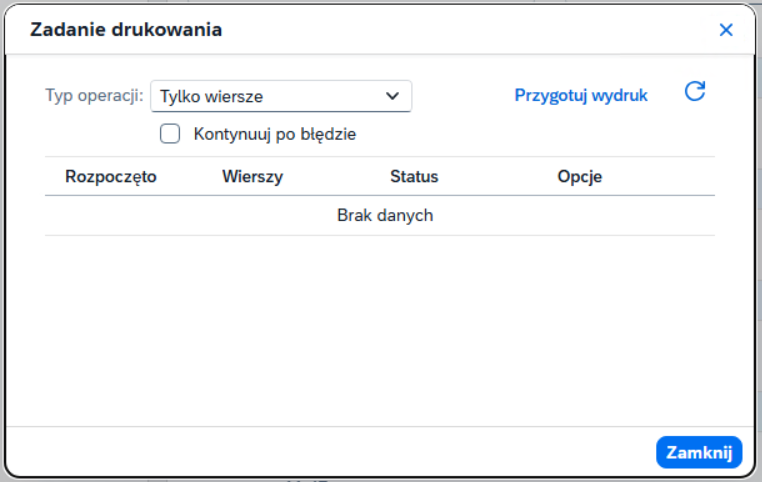 Zadanie drukowania
Typ operacji: Tylko wiersze Przygotuj wydruk
Kontynuuj po błędzie
Rozpoczęto Wierszy Status Opcje
Brak danych
Zamknij